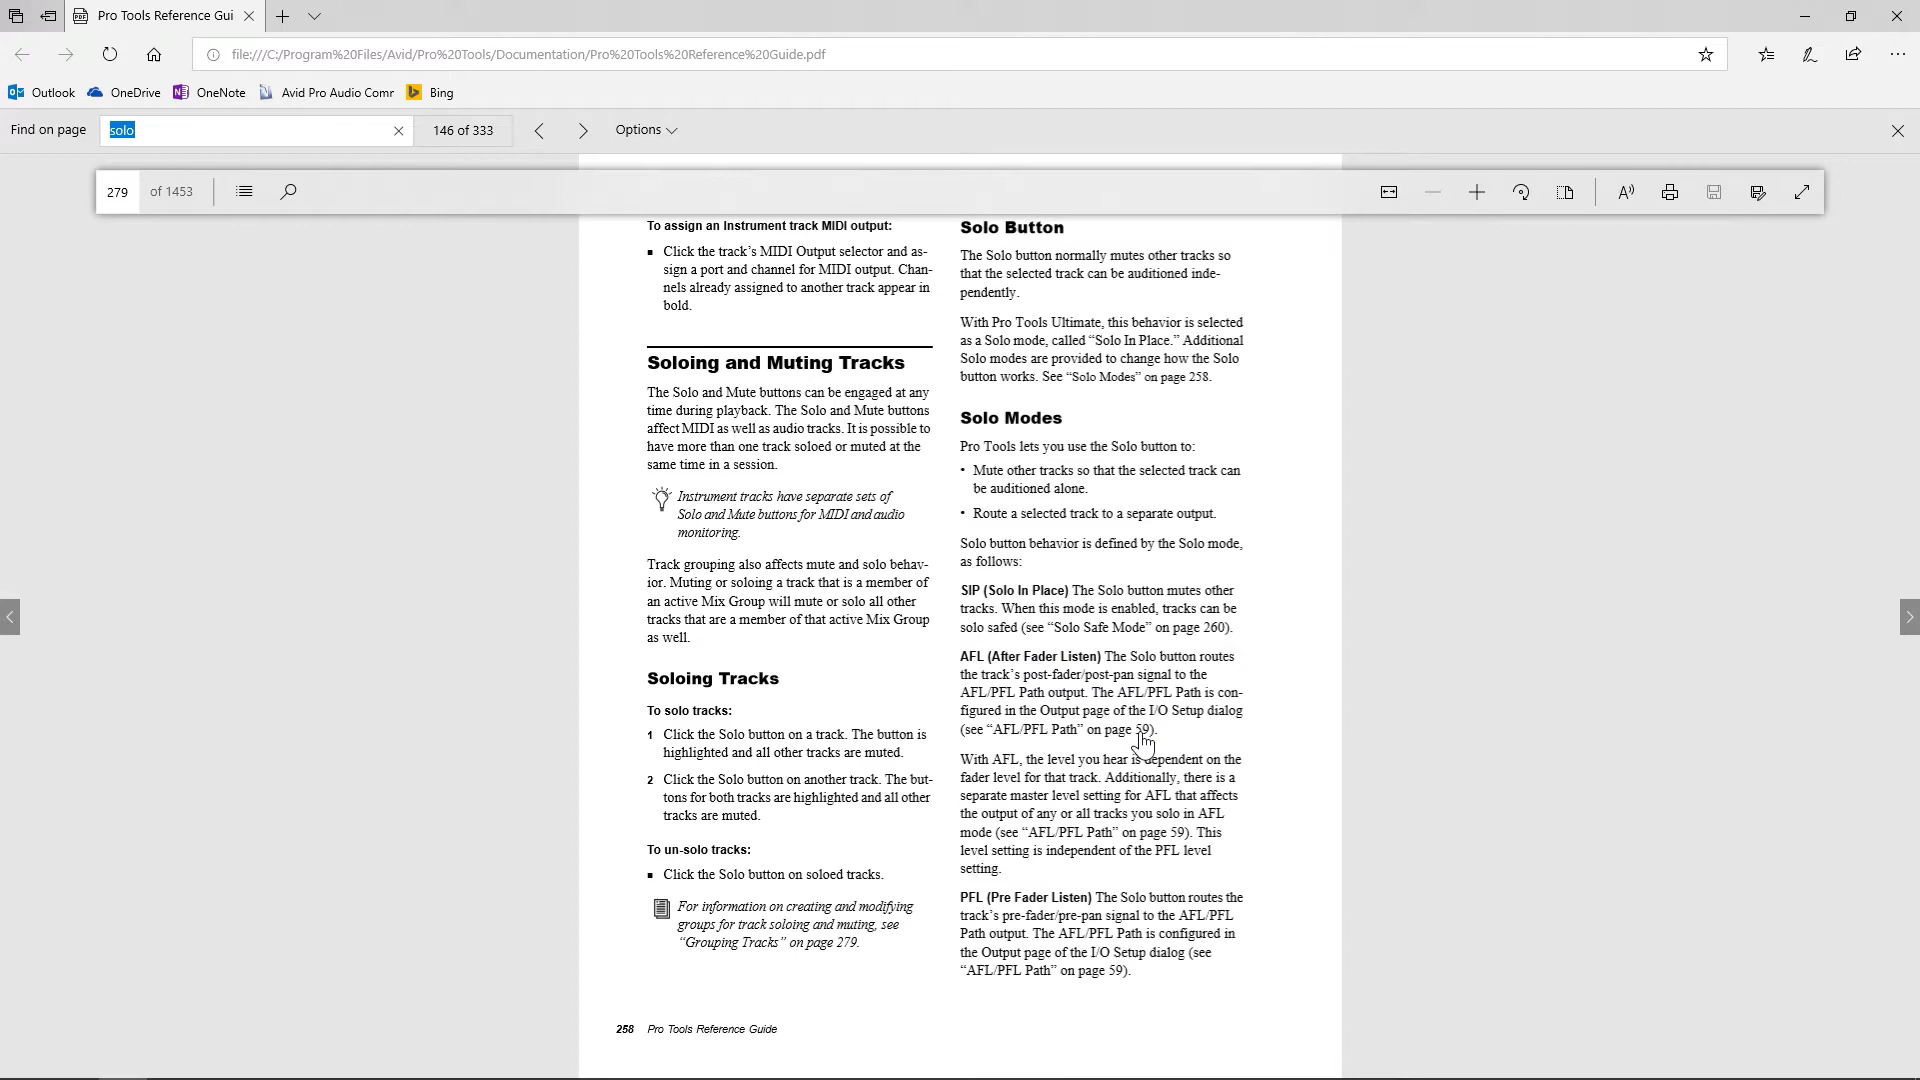 Pro Tools Reference Gui
file:///C:/Program%20Files/Avid/Pro%20Tools/Documentation/Pro%20Tools%20Reference%20Guide.pdf
Outlook OneDrive OneNote Avid Pro Audio Comr Bing
Find on page solo 146 of 333 Options
279 of 1453
To assign an Instrument track MIDI output:
▪ Click the track’s MIDI Output selector and as-
sign a port and channel for MIDI output. Chan-
nels already assigned to another track appear in
bold.
Soloing and Muting Tracks
The Solo and Mute buttons can be engaged at any
time during playback. The Solo and Mute buttons
affect MIDI as well as audio tracks. It is possible to
have more than one track soloed or muted at the
same time in a session.
Instrument tracks have separate sets of
Solo and Mute buttons for MIDI and audio
monitoring.
Track grouping also affects mute and solo behav-
ior. Muting or soloing a track that is a member of
an active Mix Group will mute or solo all other
tracks that are a member of that active Mix Group
as well.
Soloing Tracks
To solo tracks:
1 Click the Solo button on a track. The button is
highlighted and all other tracks are muted.
2 Click the Solo button on another track. The but-
tons for both tracks are highlighted and all other
tracks are muted.
To un-solo tracks:
▪ Click the Solo button on soloed tracks.
For information on creating and modifying
groups for track soloing and muting, see
“Grouping Tracks” on page 279.
Solo Button
The Solo button normally mutes other tracks so
that the selected track can be auditioned inde-
pendently.
With Pro Tools Ultimate, this behavior is selected
as a Solo mode, called “Solo In Place.” Additional
Solo modes are provided to change how the Solo
button works. See “Solo Modes” on page 258.
Solo Modes
Pro Tools lets you use the Solo button to:
• Mute other tracks so that the selected track can
be auditioned alone.
• Route a selected track to a separate output.
Solo button behavior is defined by the Solo mode,
as follows:
SIP (Solo In Place) The Solo button mutes other
tracks. When this mode is enabled, tracks can be
solo safed (see “Solo Safe Mode” on page 260).
AFL (After Fader Listen) The Solo button routes
the track’s post-fader/post-pan signal to the
AFL/PFL Path output. The AFL/PFL Path is con-
figured in the Output page of the I/O Setup dialog
(see “AFL/PFL Path” on page 59).
With AFL, the level you hear is dependent on the
fader level for that track. Additionally, there is a
separate master level setting for AFL that affects
the output of any or all tracks you solo in AFL
mode (see “AFL/PFL Path” on page 59). This
level setting is independent of the PFL level
setting.
PFL (Pre Fader Listen) The Solo button routes the
track’s pre-fader/pre-pan signal to the AFL/PFL
Path output. The AFL/PFL Path is configured in
the Output page of the I/O Setup dialog (see
“AFL/PFL Path” on page 59).
258 Pro Tools Reference Guide